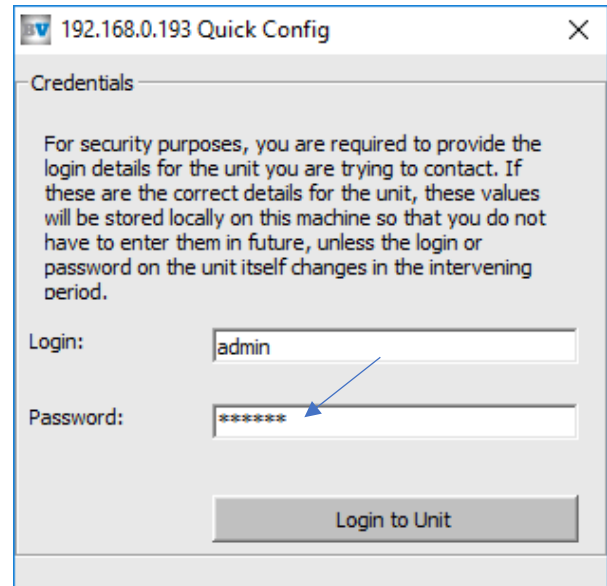 BV 192.168.0.193 Quick Config
Credentials
For security purposes, you are required to provide the
login details for the unit you are trying to contact. If
these are the correct details for the unit, these values
will be stored locally on this machine so that you do not
have to enter them in future, unless the login or
password on the unit itself changes in the intervening
period.
Login: admin
Password: ******
Login to Unit